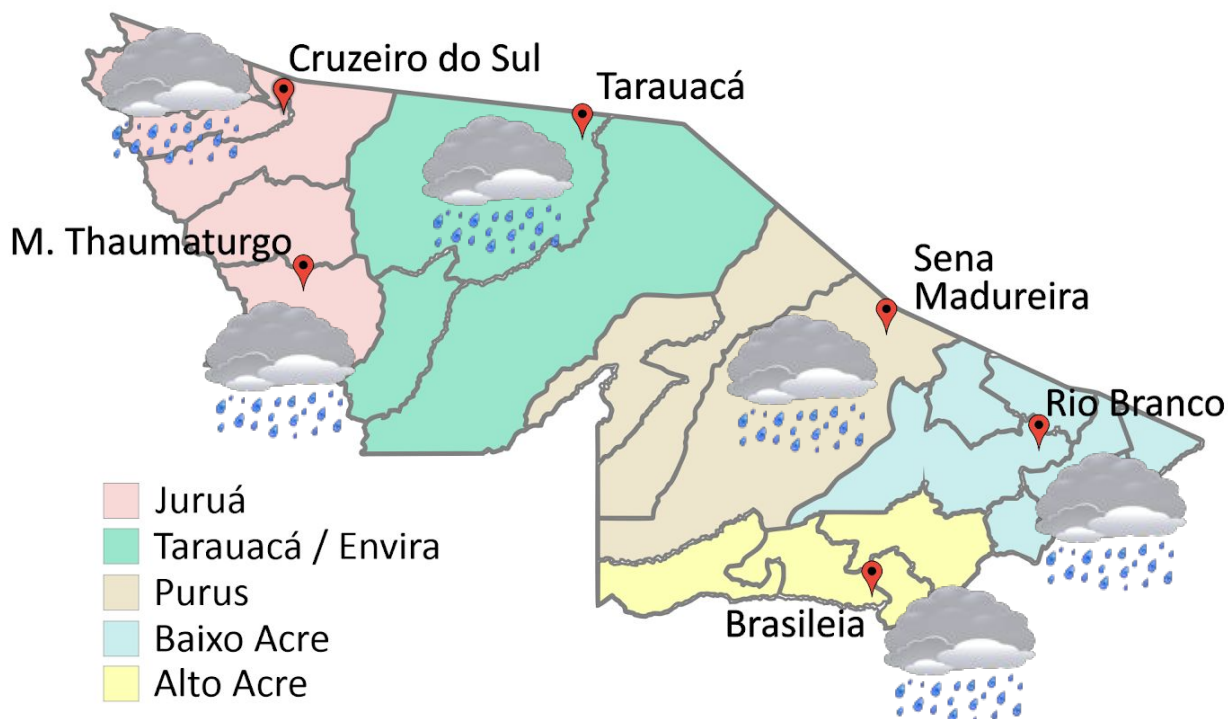 Cruzeiro do Sul
Tarauacá
M. Thaumaturgo
Sena
Madureira
Rio Branco
Brasileia
Juruá
Tarauacá / Envira
Purus
Baixo Acre
Alto Acre